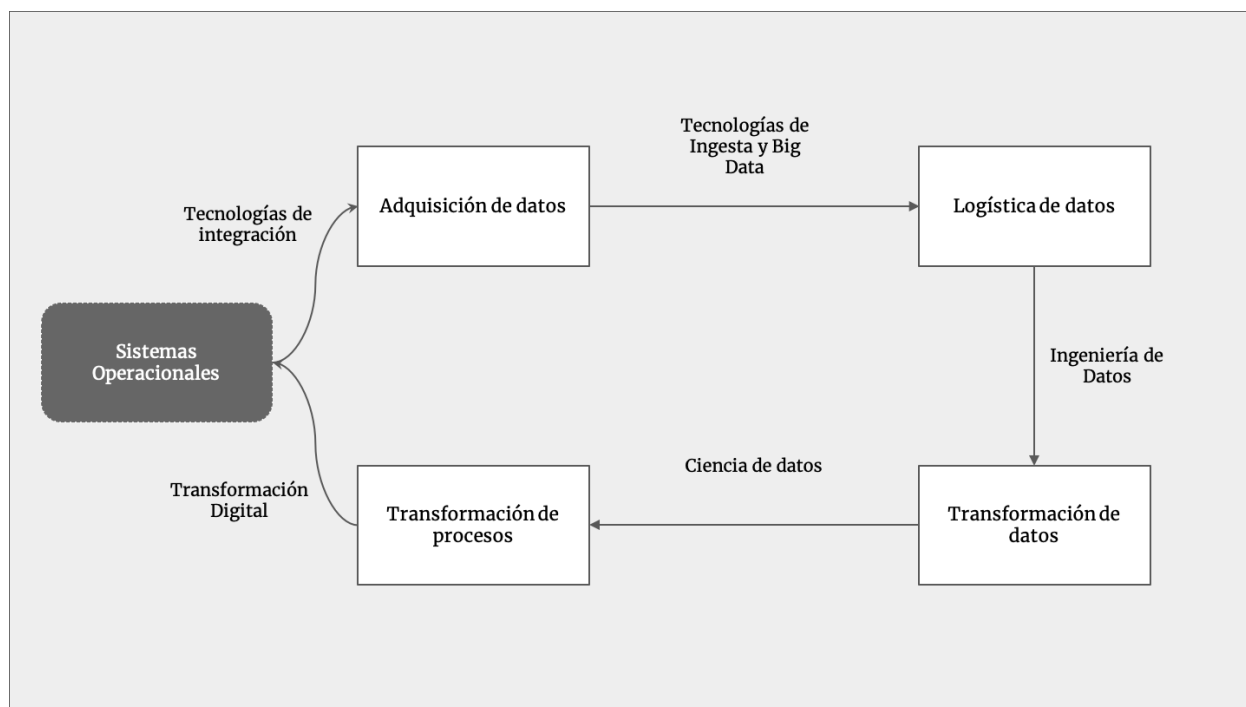 Tecnologías de
Ingesta y Big
Data
Adquisición de datos
Logística de datos
Tecnologías de
integración
Sistemas
Operacionales
Ingeniería de
Datos
Ciencia de datos
Transformación
Digital
Transformación de
procesos
Transformación de
datos